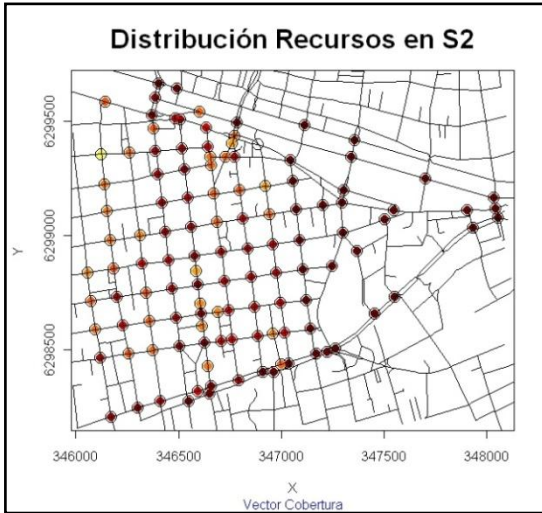 Distribución Recursos en S2
6299500
6299000
6298500
Y
346000 346500 347000 347500 348000
X
Vector Cobertura